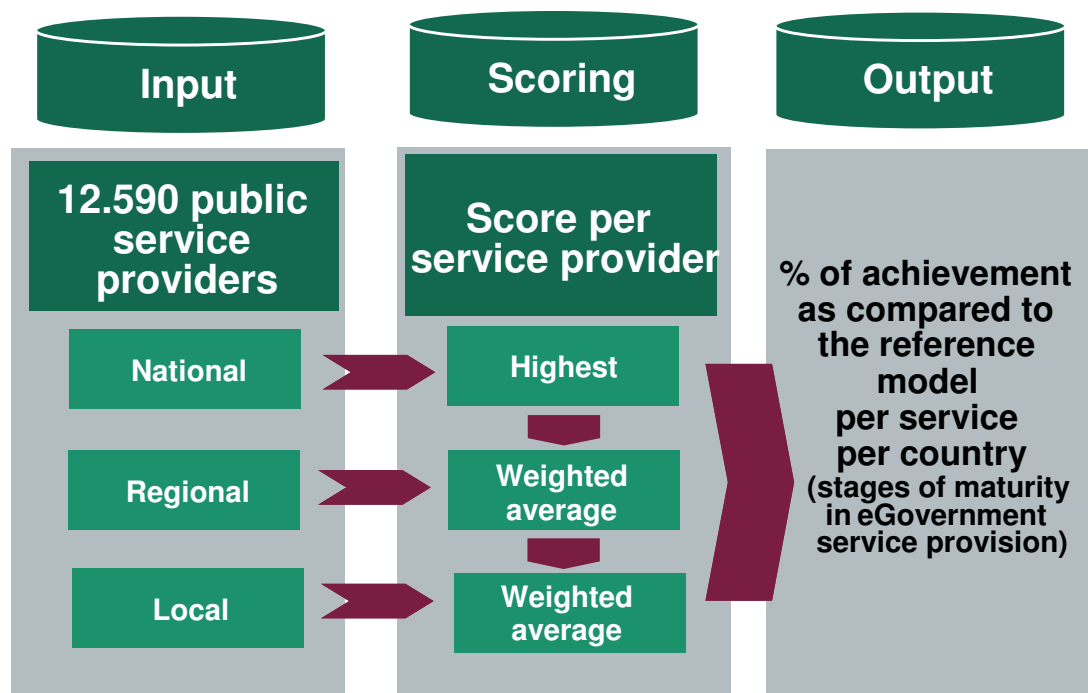 Input
Scoring
Output
12.590 public
service
providers
Score per
service provider
National
Highest
Regional
Weighted
average
Local
Weighted
average
% of achievement
as compared to
the reference
model
per service
per country
(stages of maturity
in eGovernment
service provision)